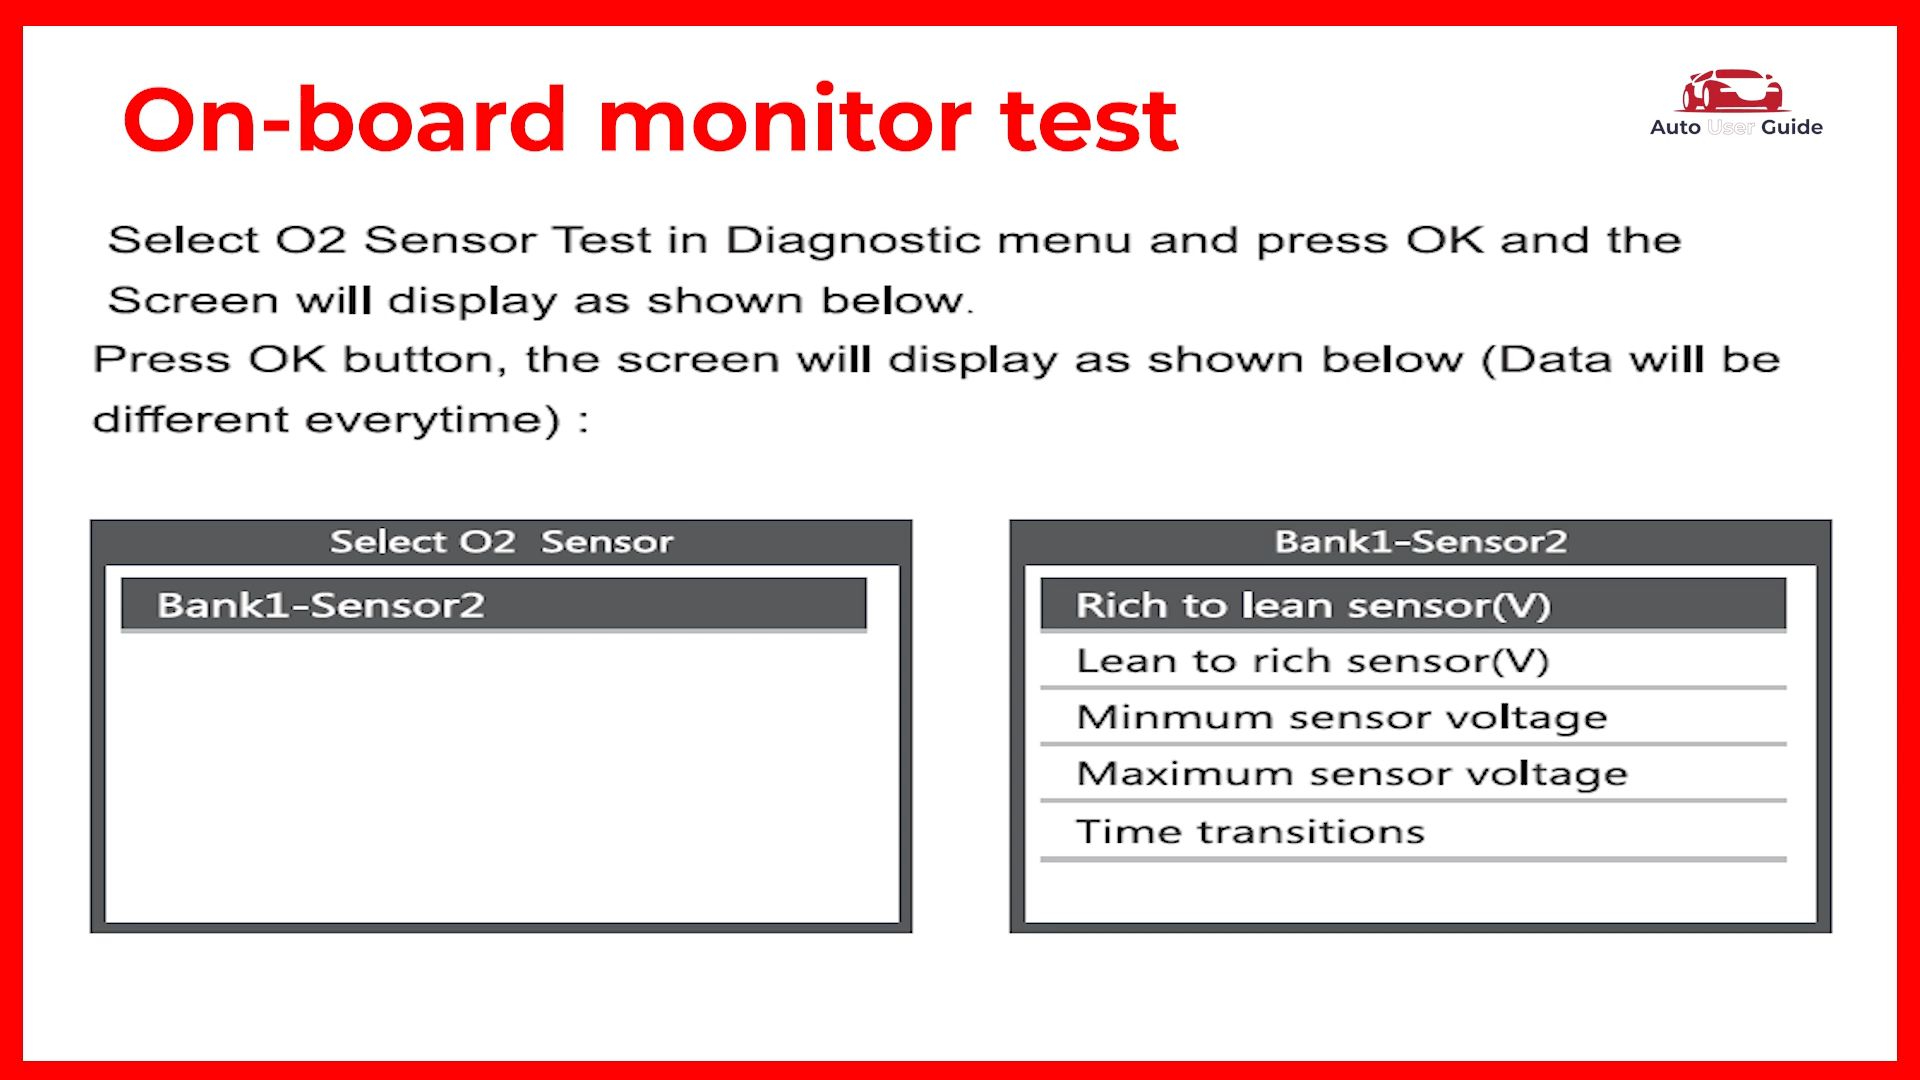 On-board monitor test
Auto User Guide
Select O2 Sensor Test in Diagnostic menu and press OK and the
Screen will display as shown below.
Press OK button, the screen will display as shown below (Data will be
different everytime) :
Select O2 Sensor
Bank1-Sensor2
Bank1-Sensor2
Rich to lean sensor(V)
Lean to rich sensor(V)
Minmum sensor voltage
Maximum sensor voltage
Time transitions